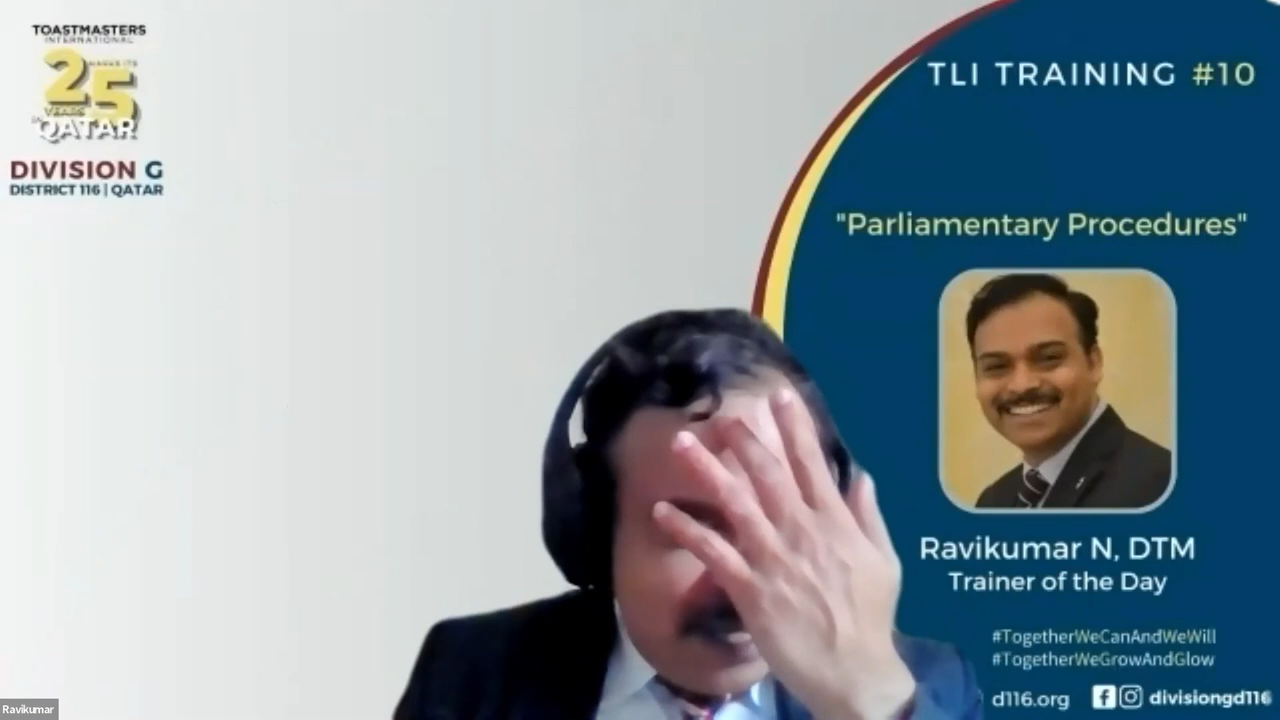 TOASTMASTERS
INTERNATIONAL
25
YEARS
QATAR
DIVISION G
DISTRICT 116 | QATAR
TLI TRAINING #10
"Parliamentary Procedures"
Ravikumar N, DTM
Trainer of the Day
#TogetherWeCanAndWeWill
#TogetherWeGrowAndGlow
d116.org
divisiongd116
Ravikumar